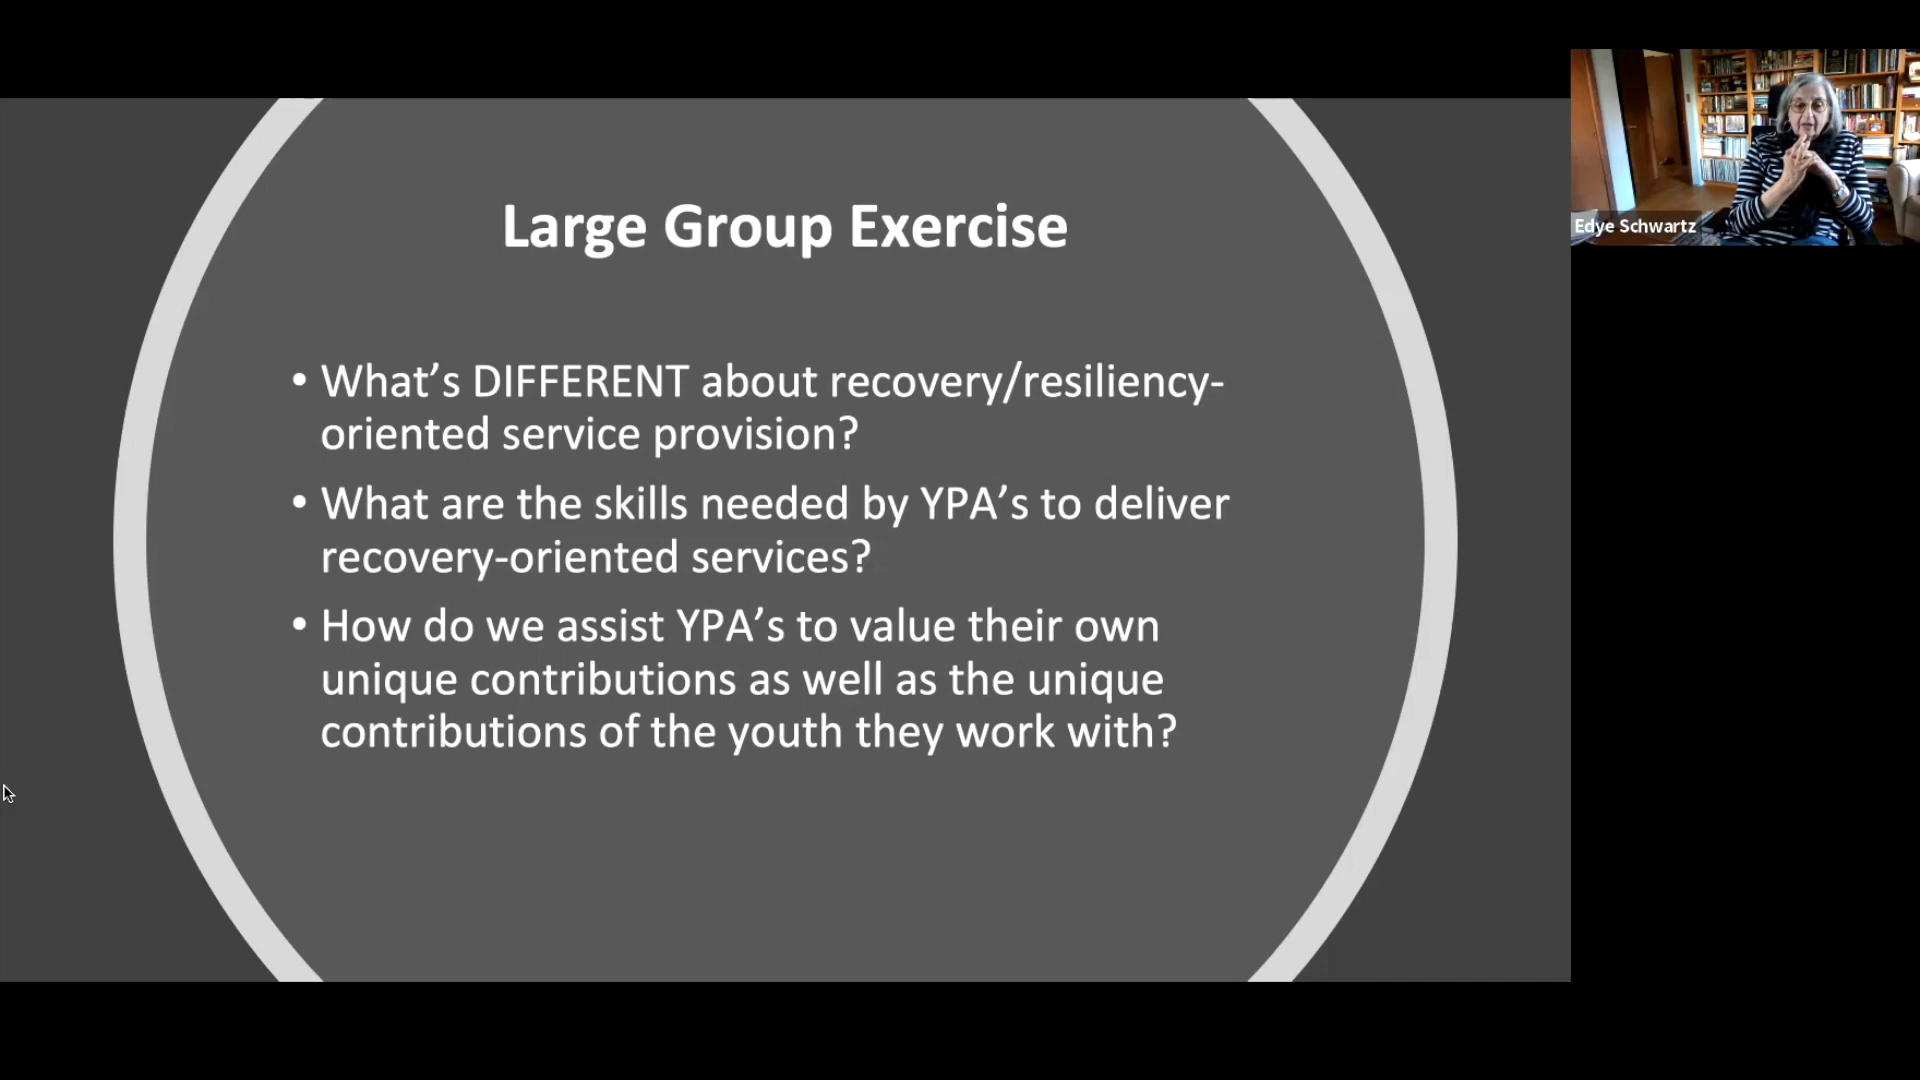 Large Group Exercise
• What’s DIFFERENT about recovery/resiliency-
oriented service provision?
• What are the skills needed by YPA’s to deliver
recovery-oriented services?
• How do we assist YPA’s to value their own
unique contributions as well as the unique
contributions of the youth they work with?
Edye Schwartz